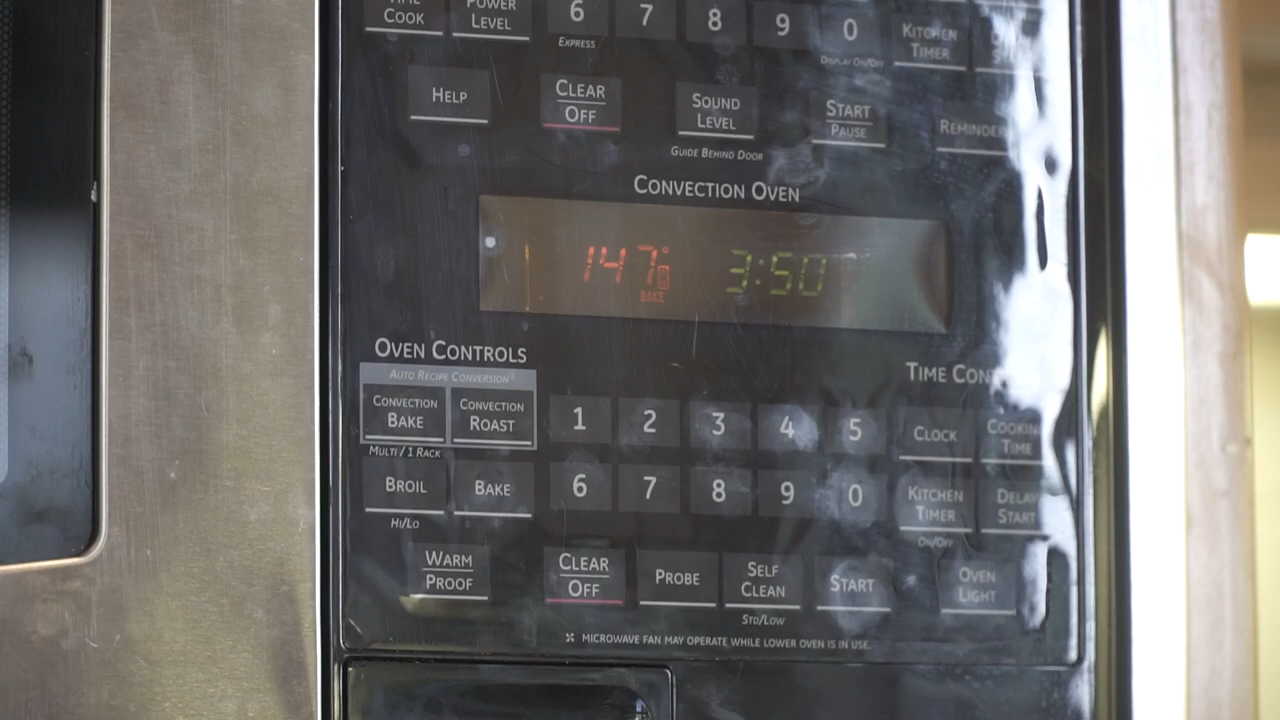 TIME COOK
POWER LEVEL
6 7 8 9 0
KITCHEN TIMER
EXPRESS
DISPLAY ON/OFF
HELP
CLEAR OFF
SOUND LEVEL
START PAUSE
REMINDER
GUIDE BEHIND DOOR
CONVECTION OVEN
147° 3:50
BAKE
OVEN CONTROLS
TIME CONT
AUTO RECIPE CONVERSION
CONVECTION BAKE
CONVECTION ROAST
1 2 3 4 5
CLOCK
COOKING TIME
MULTI / 1 RACK
BROIL
BAKE
6 7 8 9 0
KITCHEN TIMER
DELAY START
HI/LO
ON/OFF
WARM PROOF
CLEAR OFF
PROBE
SELF CLEAN
START
OVEN LIGHT
STD/LOW
MICROWAVE FAN MAY OPERATE WHILE LOWER OVEN IS IN USE.